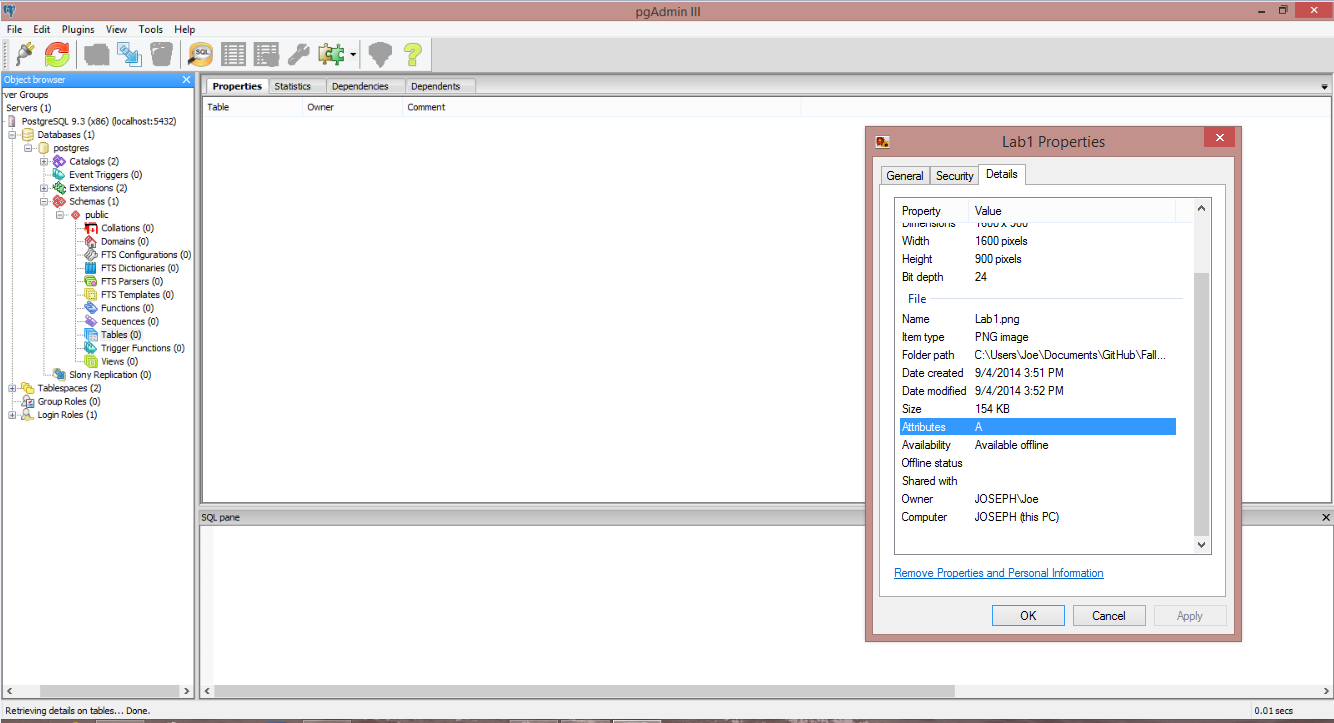 pgAdmin III
File Edit Plugins View Tools Help
SQL
Object browser
ver Groups
Servers (1)
PostgreSQL 9.3 (x86) (localhost:5432)
Databases (1)
postgres
Catalogs (2)
Event Triggers (0)
Extensions (2)
Schemas (1)
public
Collations (0)
Domains (0)
FTS Configurations (0)
FTS Dictionaries (0)
FTS Parsers (0)
FTS Templates (0)
Functions (0)
Sequences (0)
Tables (0)
Trigger Functions (0)
Views (0)
Slony Replication (0)
Tablespaces (2)
Group Roles (0)
Login Roles (1)
Properties Statistics Dependencies Dependents
Table Owner Comment
SQL pane
Lab1 Properties
General Security Details
Property Value
Dimensions 1600 x 900
Width 1600 pixels
Height 900 pixels
Bit depth 24
File
Name Lab1.png
Item type PNG image
Folder path C:\Users\Joe\Documents\GitHub\Fall...
Date created 9/4/2014 3:51 PM
Date modified 9/4/2014 3:52 PM
Size 154 KB
Attributes A
Availability Available offline
Offline status
Shared with
Owner JOSEPH\Joe
Computer JOSEPH (this PC)
Remove Properties and Personal Information
OK Cancel Apply
Retrieving details on tables... Done. 0.01 secs